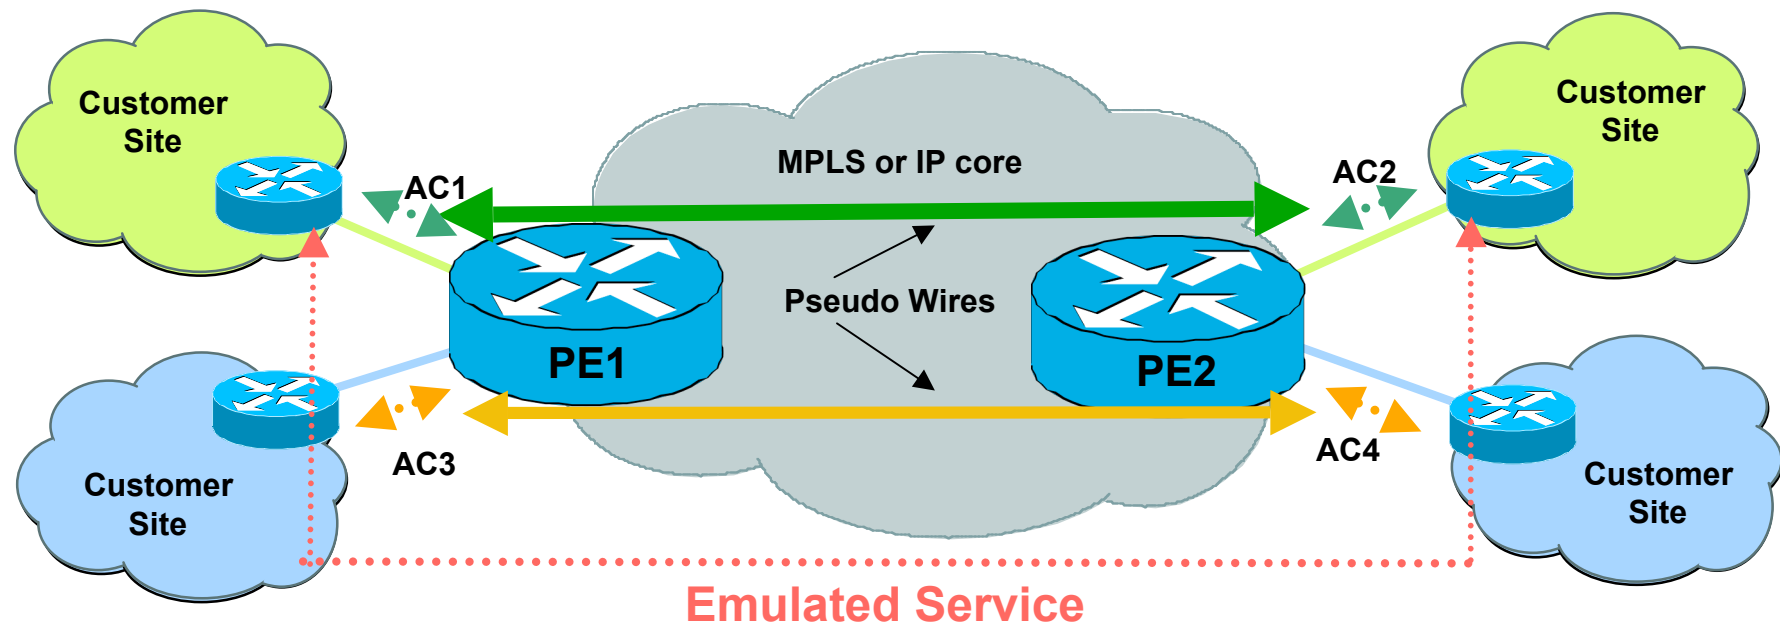 Customer
Site
AC1
MPLS or IP core
AC2
Customer
Site
Pseudo Wires
PE1
PE2
AC3
AC4
Customer
Site
Customer
Site
Emulated Service